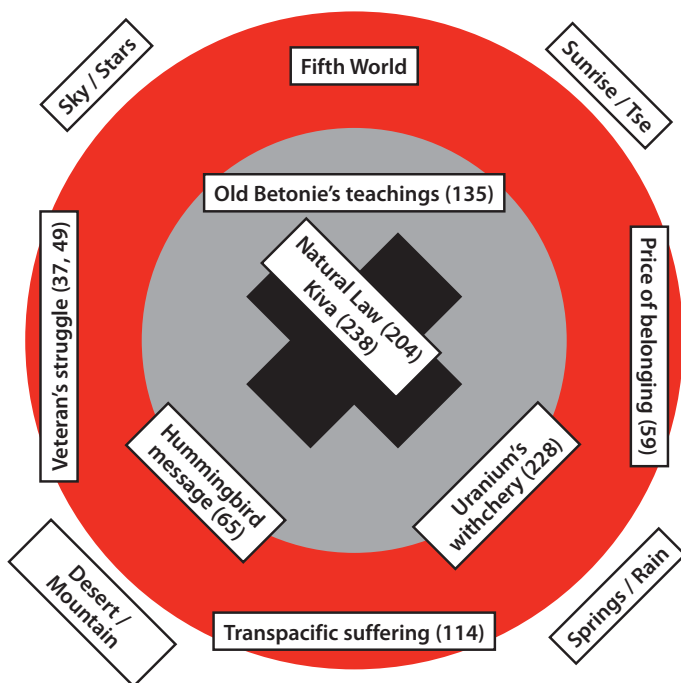 Sky / Stars
Fifth World
Sunrise / Tse
Old Betonie's teachings (135)
Veteran's struggle (37, 49)
Natural Law (204)
Kiva (238)
Price of belonging (59)
Hummingbird
message (65)
Uranium's
withchery (228)
Desert /
Mountain
Transpacific suffering (114)
Springs / Rain